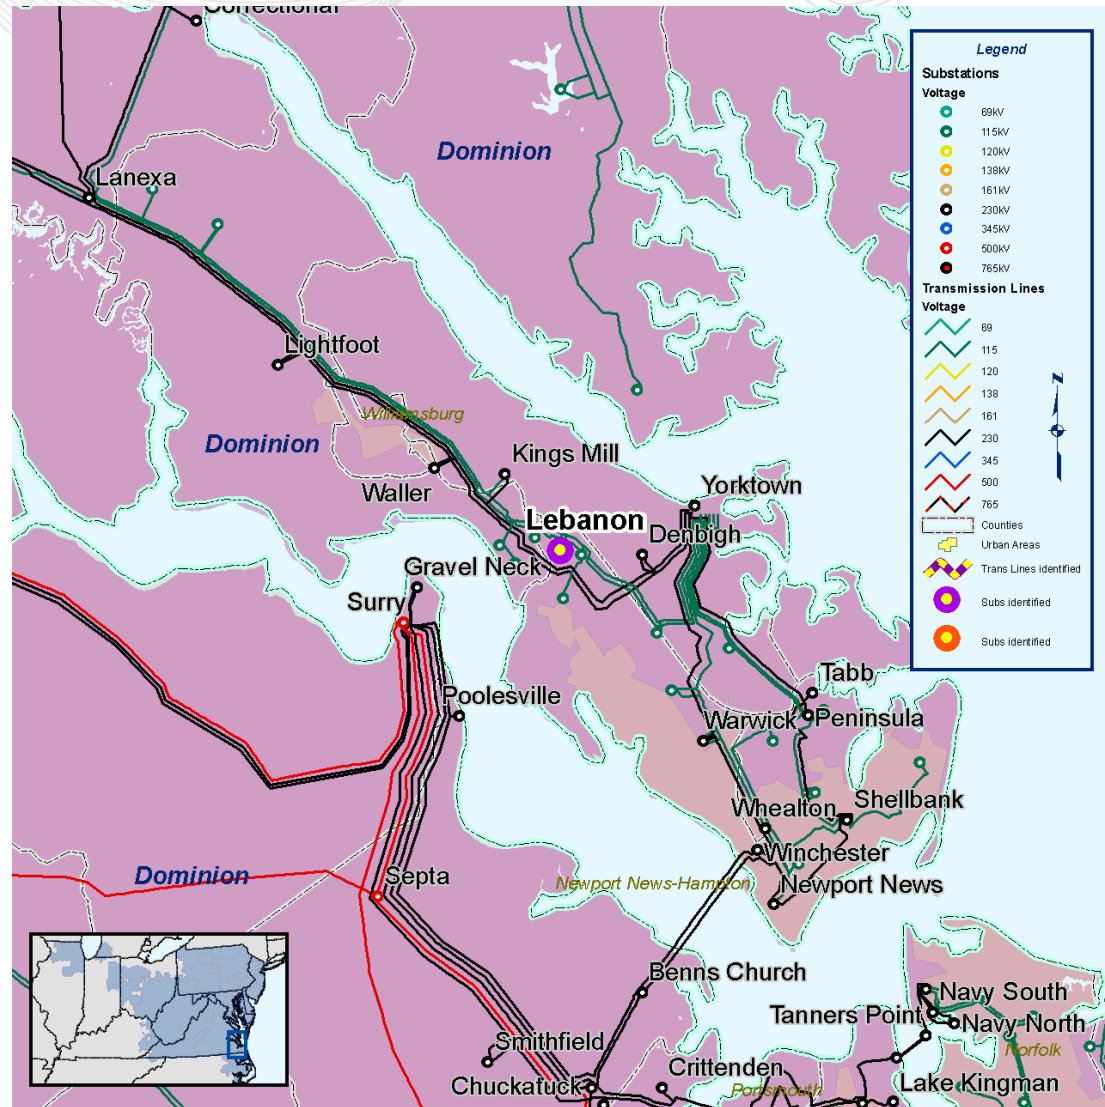 Correctional
Legend
Substations
Voltage
69kV
115kV
120kV
138kV
161kV
230kV
345kV
500kV
765kV
Transmission Lines
Voltage
69
115
120
138
161
230
345
500
765
Counties
Urban Areas
Trans Lines identified
Subs identified
Subs identified
Dominion
Lanexa
Lightfoot
Williamsburg
Dominion
Kings Mill
Waller
Yorktown
Lebanon
Denbigh
Gravel Neck
Surry
Tabb
Poolesville
Warwick
Peninsula
Shellbank
Whealton
Winchester
Dominion
Septa
Newport News-Hampton
Newport News
Benns Church
Navy South
Tanners Point
Navy North
Smithfield
Norfolk
Crittenden
Chuckatuck
Portsmouth
Lake Kingman